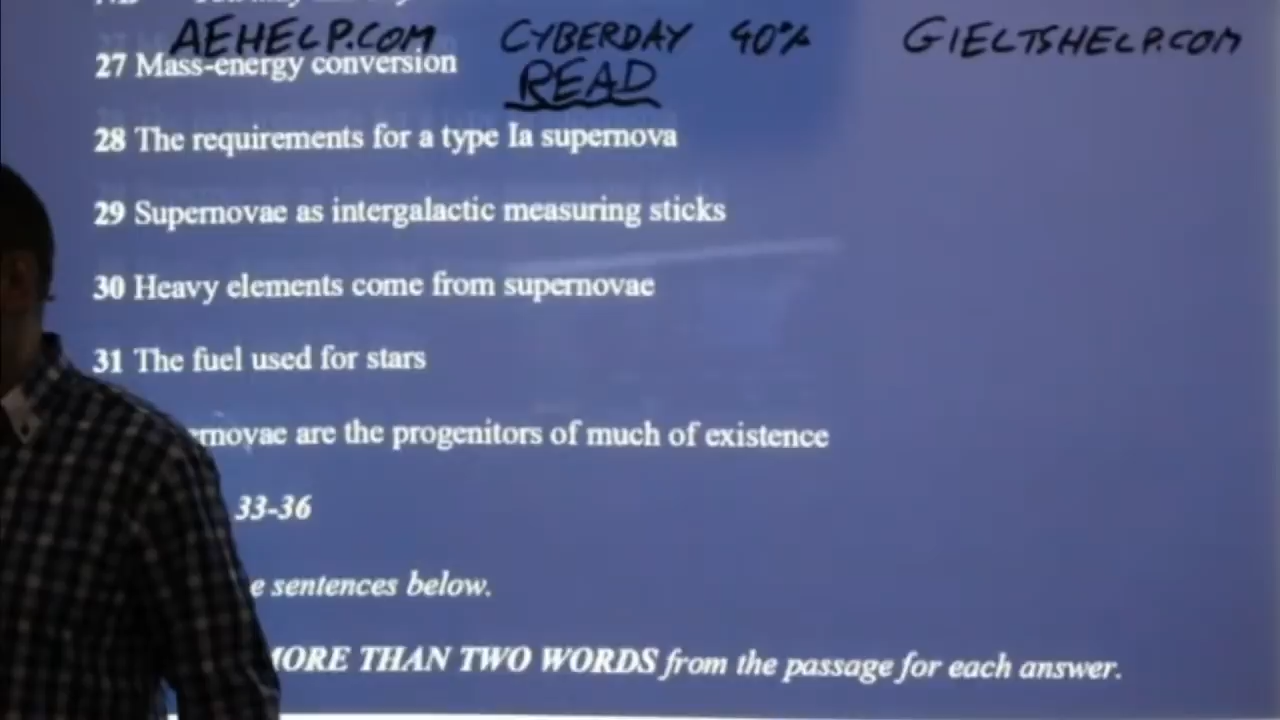 AEHELP.COM CYBERDAY 40% GIELTSHELP.COM
27 Mass-energy conversion
READ
28 The requirements for a type Ia supernova
29 Supernovae as intergalactic measuring sticks
30 Heavy elements come from supernovae
31 The fuel used for stars
rnovae are the progenitors of much of existence
33-36
e sentences below.
MORE THAN TWO WORDS from the passage for each answer.